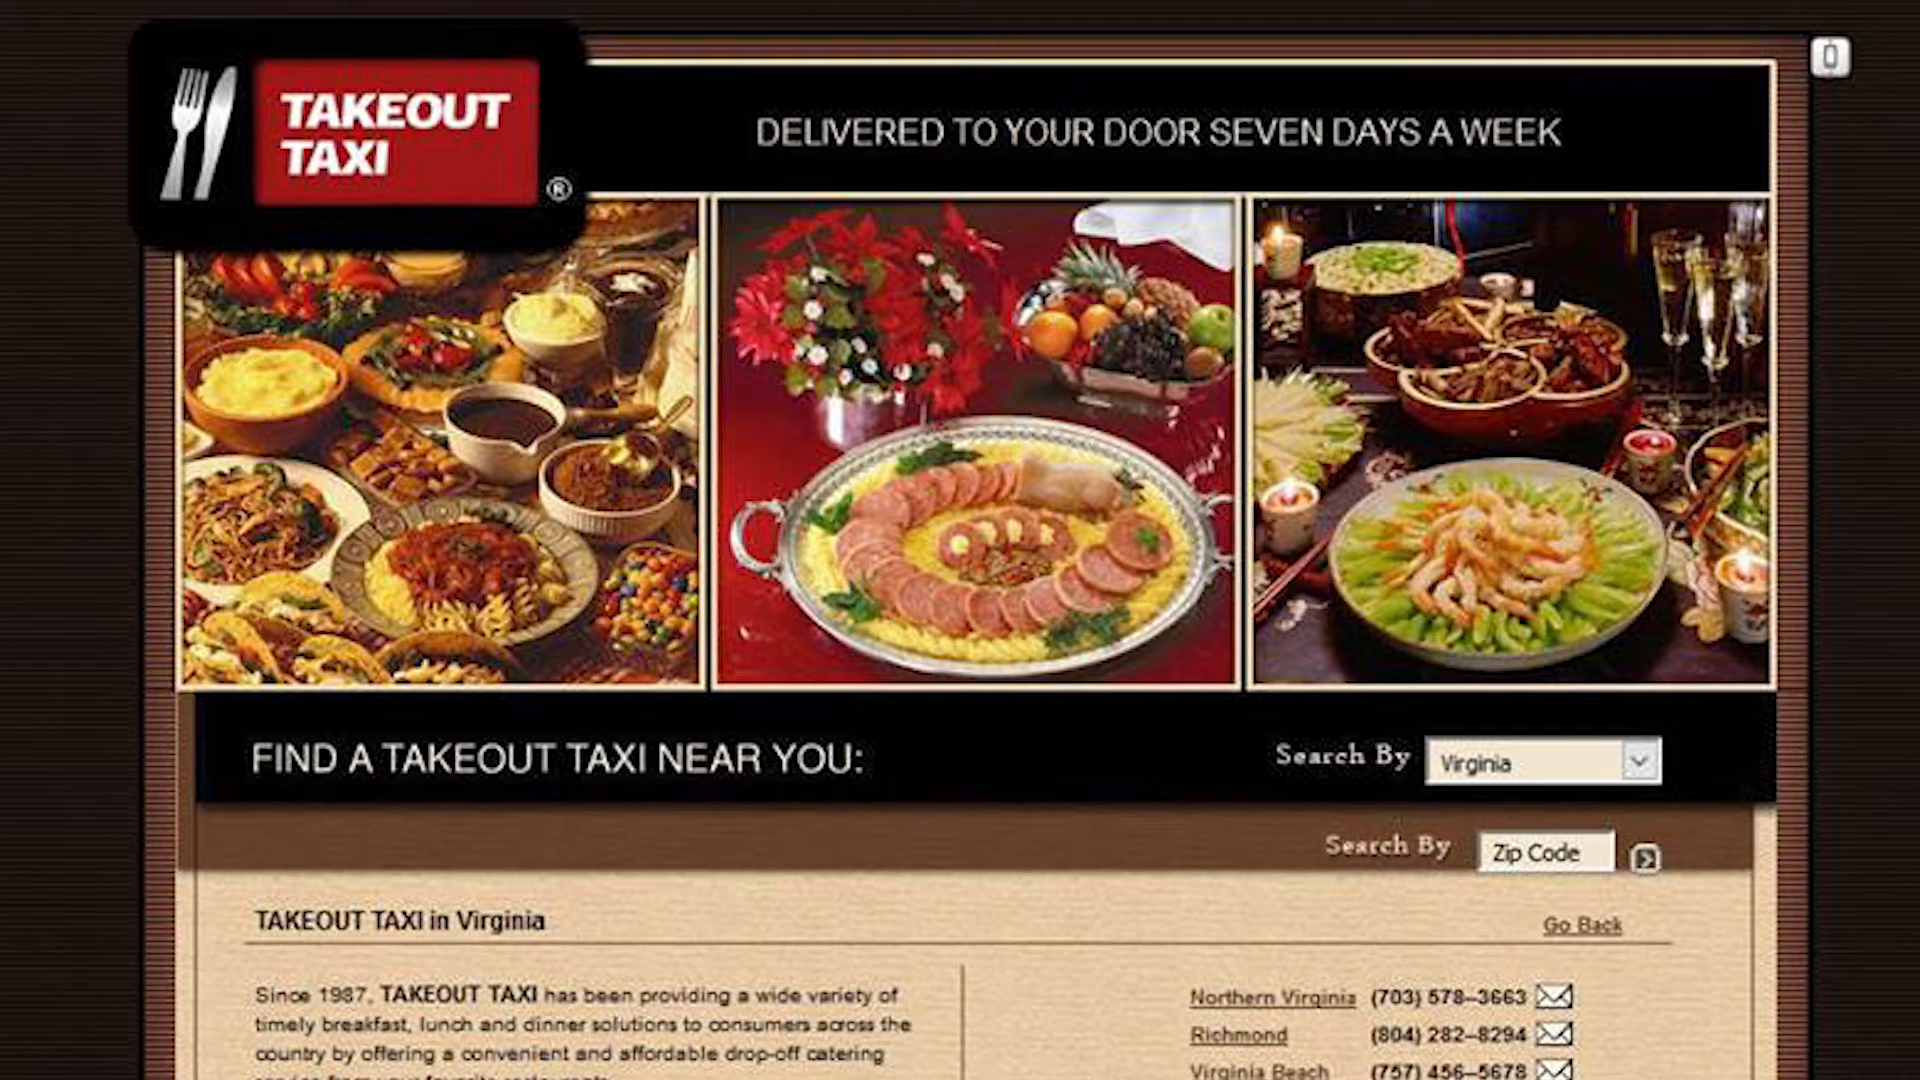 TAKEOUT
TAXI
®
DELIVERED TO YOUR DOOR SEVEN DAYS A WEEK
FIND A TAKEOUT TAXI NEAR YOU:
Search By
Virginia
Search By
Zip Code
TAKEOUT TAXI in Virginia
Go Back
Since 1987, TAKEOUT TAXI has been providing a wide variety of
timely breakfast, lunch and dinner solutions to consumers across the
country by offering a convenient and affordable drop-off catering
Northern Virginia (703) 578–3663
Richmond (804) 282–8294
Virginia Beach (757) 456–5678